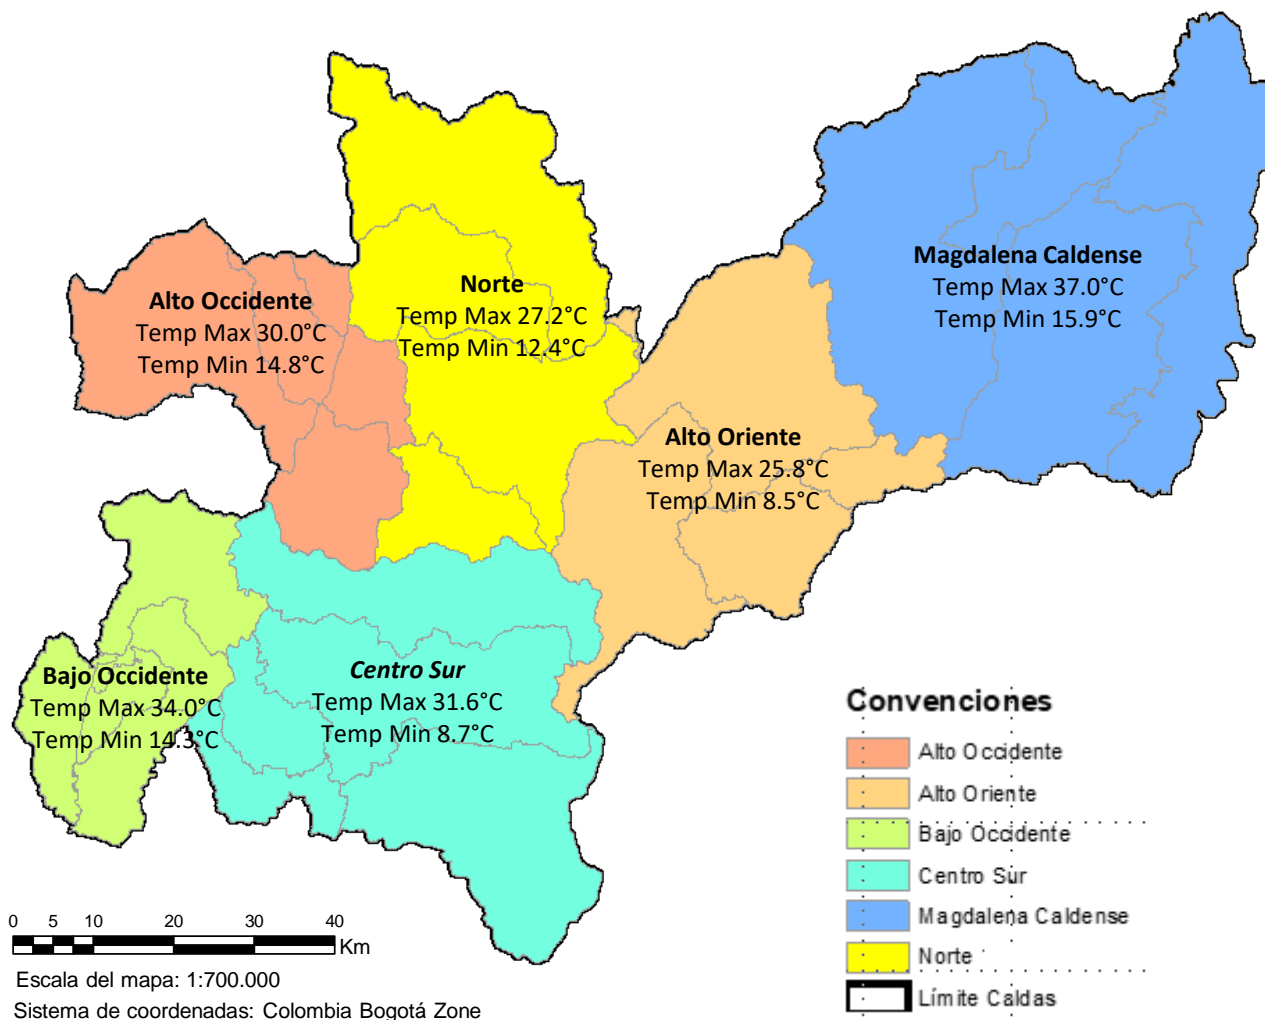 Magdalena Caldense
Temp Max 37.0°C
Temp Min 15.9°C
Norte
Temp Max 27.2°C
Temp Min 12.4°C
Alto Occidente
Temp Max 30.0°C
Temp Min 14.8°C
Alto Oriente
Temp Max 25.8°C
Temp Min 8.5°C
Centro Sur
Temp Max 31.6°C
Temp Min 8.7°C
Bajo Occidente
Temp Max 34.0°C
Temp Min 14.3°C
Convenciones
Alto Occidente
Alto Oriente
Bajo Occidente
Centro Sur
Magdalena Caldense
Norte
Límite Caldas
0 5 10 20 30 40
Km
Escala del mapa: 1:700.000
Sistema de coordenadas: Colombia Bogotá Zone